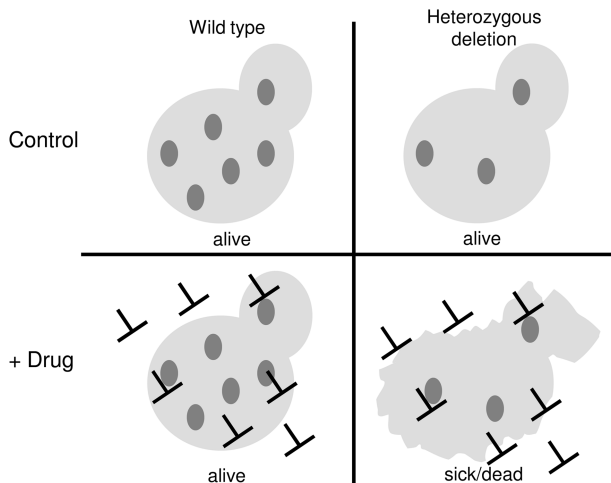 Wild type
Heterozygous
deletion
Control
alive
alive
+ Drug
alive
sick/dead